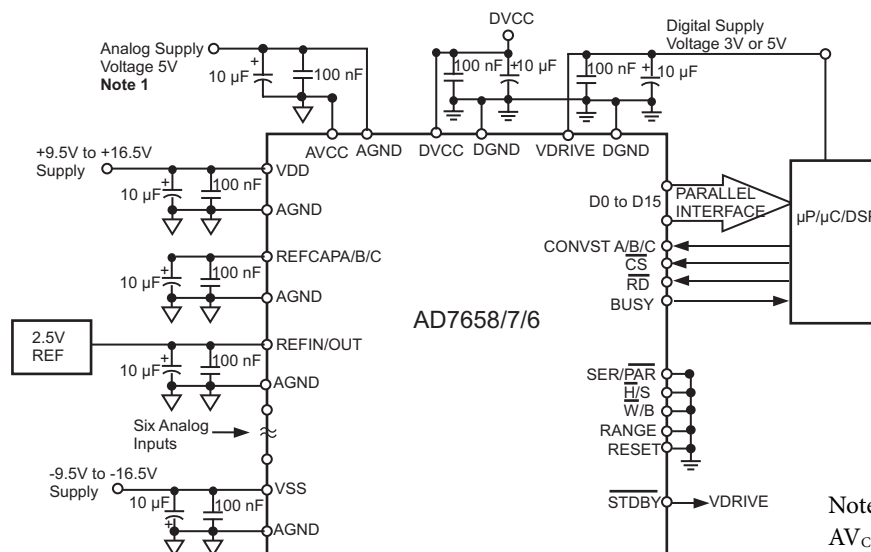 DVCC
Analog Supply
Voltage 5V
Note 1
10 µF
+
100 nF
100 nF
+
10 µF
Digital Supply
Voltage 3V or 5V
100 nF
+
10 µF
AVCC
AGND
DVCC
DGND
VDRIVE
DGND
+9.5V to +16.5V
Supply
+
10 µF
100 nF
VDD
AGND
+
10 µF
100 nF
REFCAPA/B/C
AGND
2.5V
REF
+
10 µF
100 nF
REFIN/OUT
AGND
Six Analog
Inputs
-9.5V to -16.5V
Supply
10 µF
+
100 nF
VSS
AGND
AD7658/7/6
D0 to D15
PARALLEL
INTERFACE
µP/µC/DSP
CONVST A/B/C
CS
RD
BUSY
SER/PAR
H/S
W/B
RANGE
RESET
STDBY
VDRIVE
Note
AVC